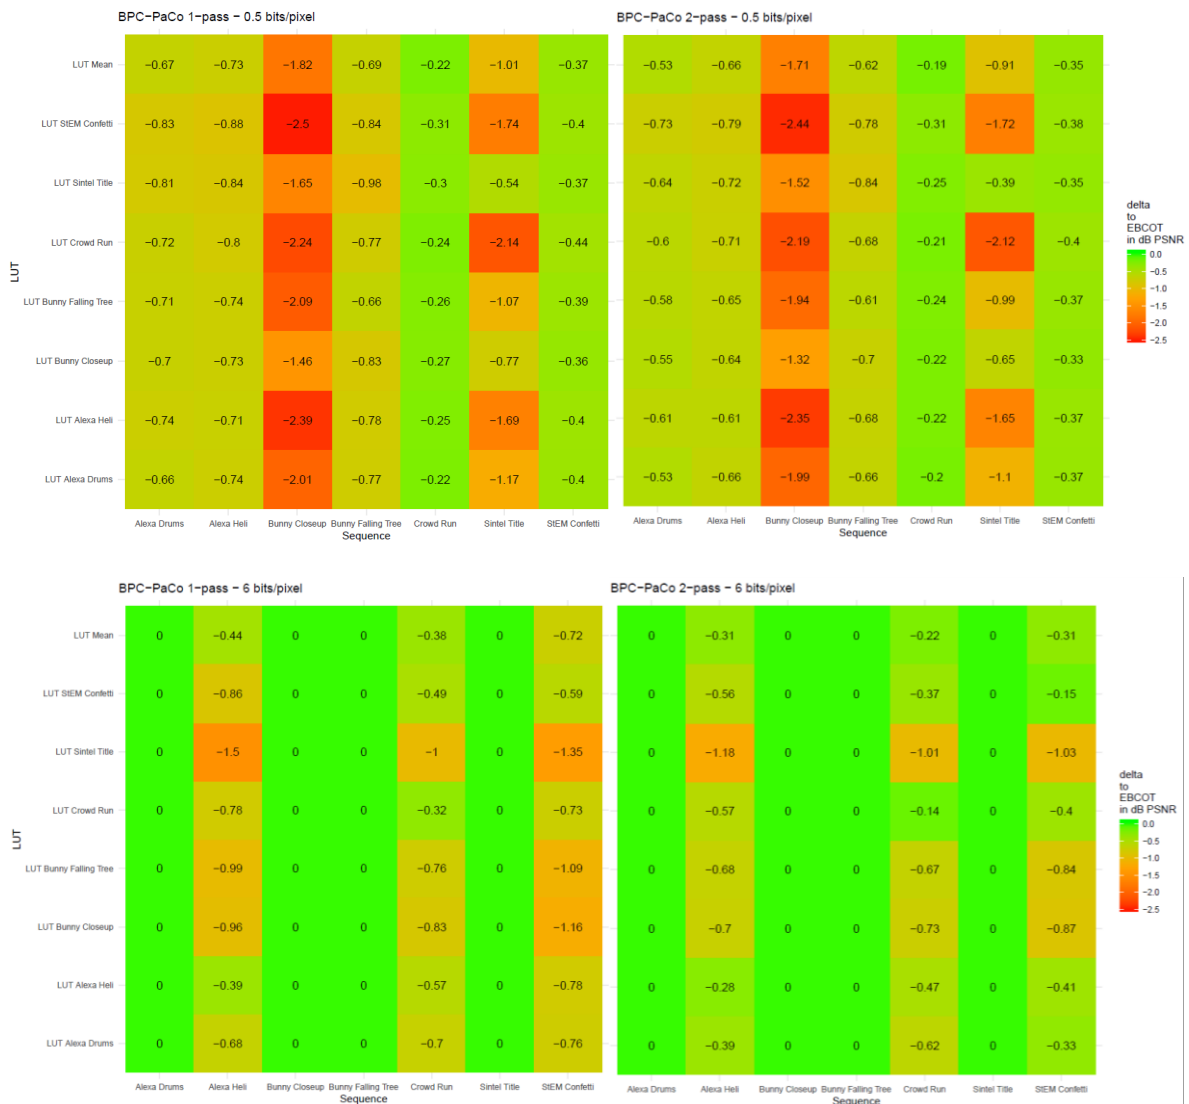 BPC-PaCo 1-pass - 0.5 bits/pixel
BPC-PaCo 2-pass - 0.5 bits/pixel
LUT Mean −0.67 −0.73 −1.82 −0.69 −0.22 −1.01 −0.37 −0.53 −0.66 −1.71 −0.62 −0.19 −0.91 −0.35
LUT StEM Confetti −0.83 −0.88 −2.5 −0.84 −0.31 −1.74 −0.4 −0.73 −0.79 −2.44 −0.78 −0.31 −1.72 −0.38
LUT Sintel Title −0.81 −0.84 −1.65 −0.98 −0.3 −0.54 −0.37 −0.64 −0.72 −1.52 −0.84 −0.25 −0.39 −0.35
LUT Crowd Run −0.72 −0.8 −2.24 −0.77 −0.24 −2.14 −0.44 −0.6 −0.71 −2.19 −0.68 −0.21 −2.12 −0.4
LUT Bunny Falling Tree −0.71 −0.74 −2.09 −0.66 −0.26 −1.07 −0.39 −0.58 −0.65 −1.94 −0.61 −0.24 −0.99 −0.37
LUT Bunny Closeup −0.7 −0.73 −1.46 −0.83 −0.27 −0.77 −0.36 −0.55 −0.64 −1.32 −0.7 −0.22 −0.65 −0.33
LUT Alexa Heli −0.74 −0.71 −2.39 −0.78 −0.25 −1.69 −0.4 −0.61 −0.61 −2.35 −0.68 −0.22 −1.65 −0.37
LUT Alexa Drums −0.66 −0.74 −2.01 −0.77 −0.22 −1.17 −0.4 −0.53 −0.66 −1.99 −0.66 −0.2 −1.1 −0.37
LUT
Alexa Drums Alexa Heli Bunny Closeup Bunny Falling Tree Crowd Run Sintel Title StEM Confetti
Sequence
Alexa Drums Alexa Heli Bunny Closeup Bunny Falling Tree Crowd Run Sintel Title StEM Confetti
Sequence
delta
to
EBCOT
in dB PSNR
0.0
−0.5
−1.0
−1.5
−2.0
−2.5
BPC-PaCo 1-pass - 6 bits/pixel
BPC-PaCo 2-pass - 6 bits/pixel
LUT Mean 0 −0.44 0 0 −0.38 0 −0.72 0 −0.31 0 0 −0.22 0 −0.31
LUT StEM Confetti 0 −0.86 0 0 −0.49 0 −0.59 0 −0.56 0 0 −0.37 0 −0.15
LUT Sintel Title 0 −1.5 0 0 −1 0 −1.35 0 −1.18 0 0 −1.01 0 −1.03
LUT Crowd Run 0 −0.78 0 0 −0.32 0 −0.73 0 −0.57 0 0 −0.14 0 −0.4
LUT Bunny Falling Tree 0 −0.99 0 0 −0.76 0 −1.09 0 −0.68 0 0 −0.67 0 −0.84
LUT Bunny Closeup 0 −0.96 0 0 −0.83 0 −1.16 0 −0.7 0 0 −0.73 0 −0.87
LUT Alexa Heli 0 −0.39 0 0 −0.57 0 −0.78 0 −0.28 0 0 −0.47 0 −0.41
LUT Alexa Drums 0 −0.68 0 0 −0.7 0 −0.76 0 −0.39 0 0 −0.62 0 −0.33
LUT
Alexa Drums Alexa Heli Bunny Closeup Bunny Falling Tree Crowd Run Sintel Title StEM Confetti
Sequence
Alexa Drums Alexa Heli Bunny Closeup Bunny Falling Tree Crowd Run Sintel Title StEM Confetti
Sequence
delta
to
EBCOT
in dB PSNR
0.0
−0.5
−1.0
−1.5
−2.0
−2.5